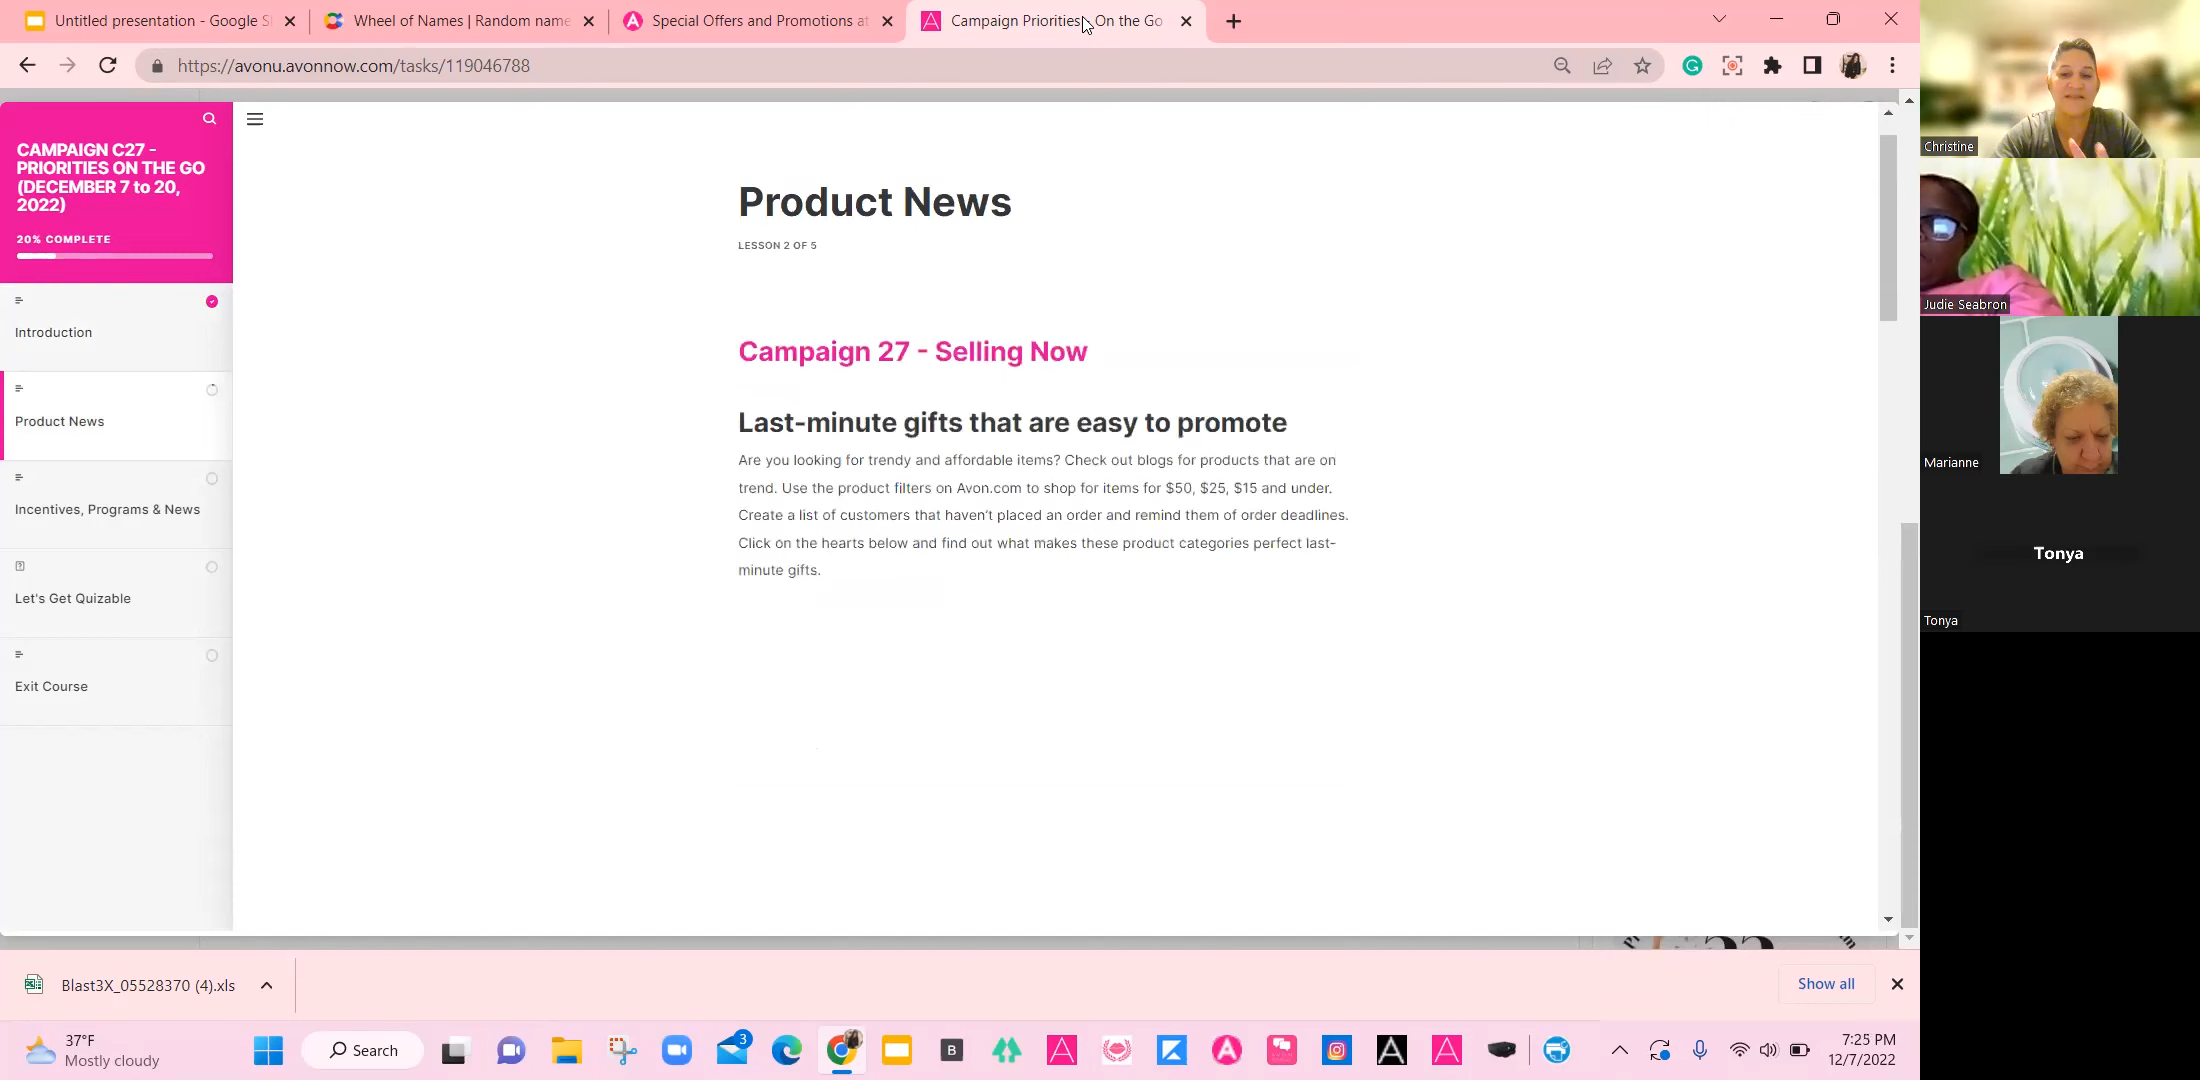 Untitled presentation - Google S
Wheel of Names | Random name
Special Offers and Promotions at
Campaign Priorities On the Go
https://avonu.avonnow.com/tasks/119046788
CAMPAIGN C27 -
PRIORITIES ON THE GO
(DECEMBER 7 to 20,
2022)
20% COMPLETE
Introduction
Product News
Incentives, Programs & News
Let's Get Quizable
Exit Course
Product News
LESSON 2 OF 5
Campaign 27 - Selling Now
Last-minute gifts that are easy to promote
Are you looking for trendy and affordable items? Check out blogs for products that are on
trend. Use the product filters on Avon.com to shop for items for $50, $25, $15 and under.
Create a list of customers that haven't placed an order and remind them of order deadlines.
Click on the hearts below and find out what makes these product categories perfect last-
minute gifts.
Christine
Judie Seabron
Marianne
Tonya
Tonya
Blast3X_05528370 (4).xls
Show all
37°F
Mostly cloudy
Search
3
B
7:25 PM
12/7/2022